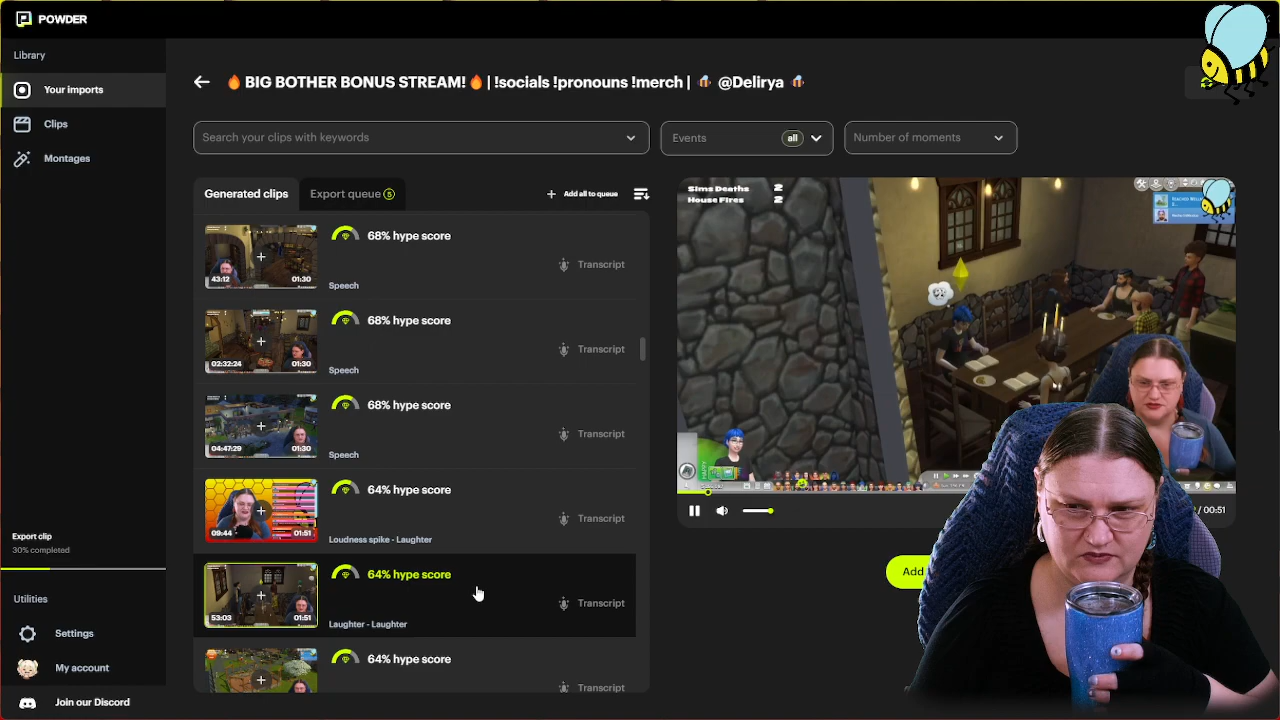 POWDER
Library
Your imports
Clips
Montages
Export clip
30% completed
Utilities
Settings
My account
Join our Discord
🔥 BIG BOTHER BONUS STREAM! 🔥 | !socials !pronouns !merch | 🐝 @Delirya 🐝
Search your clips with keywords
Events all
Number of moments
Generated clips
Export queue 5
+ Add all to queue
68% hype score
Transcript
43:12 01:30
Speech
68% hype score
Transcript
02:32:24 01:30
Speech
68% hype score
Transcript
04:47:29 01:30
Speech
64% hype score
Transcript
09:44 01:51
Loudness spike - Laughter
64% hype score
Transcript
53:03 01:51
Laughter - Laughter
64% hype score
Transcript
Sims Deaths 2
House Fires 2
/ 00:51
Add